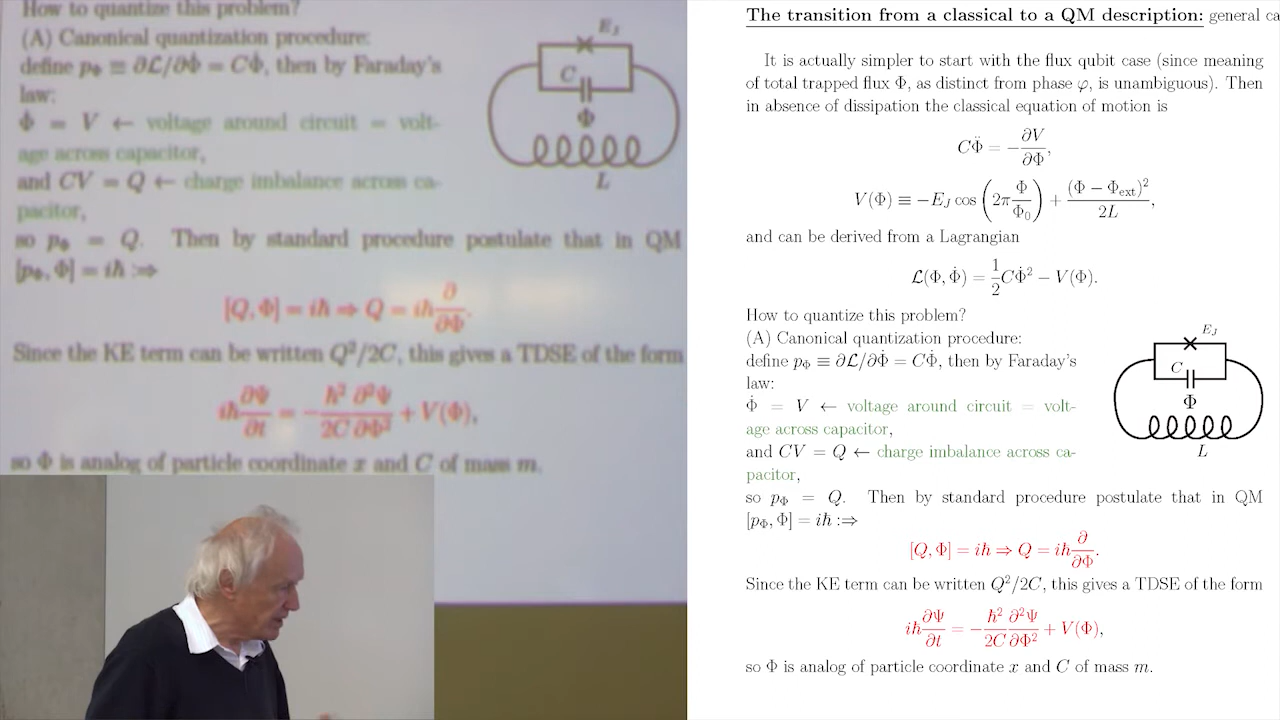 How to quantize this problem?
(A) Canonical quantization procedure:
define p_Φ ≡ ∂ℒ/∂Φ̇ = CΦ̇, then by Faraday's
law:
Φ̇ = V ← voltage around circuit = volt-
age across capacitor,
and CV = Q ← charge imbalance across ca-
pacitor,
so p_Φ = Q. Then by standard procedure postulate that in QM
[p_Φ, Φ] = iħ :⇒
[Q, Φ] = iħ ⇒ Q = iħ ∂/∂Φ.
Since the KE term can be written Q²/2C, this gives a TDSE of the form
iħ ∂Ψ/∂t = −ħ²/2C ∂²Ψ/∂Φ² + V(Φ),
so Φ is analog of particle coordinate x and C of mass m.
E_J
C
Φ
L
The transition from a classical to a QM description: general ca
It is actually simpler to start with the flux qubit case (since meaning
of total trapped flux Φ, as distinct from phase φ, is unambiguous). Then
in absence of dissipation the classical equation of motion is
CΦ̈ = −∂V/∂Φ,
V(Φ) ≡ −E_J cos(2π Φ/Φ₀) + (Φ − Φ_ext)²/2L,
and can be derived from a Lagrangian
ℒ(Φ, Φ̇) = 1/2 CΦ̇² − V(Φ).
How to quantize this problem?
(A) Canonical quantization procedure:
define p_Φ ≡ ∂ℒ/∂Φ̇ = CΦ̇, then by Faraday's
law:
Φ̇ = V ← voltage around circuit = volt-
age across capacitor,
and CV = Q ← charge imbalance across ca-
pacitor,
so p_Φ = Q. Then by standard procedure postulate that in QM
[p_Φ, Φ] = iħ :⇒
[Q, Φ] = iħ ⇒ Q = iħ ∂/∂Φ.
Since the KE term can be written Q²/2C, this gives a TDSE of the form
iħ ∂Ψ/∂t = −ħ²/2C ∂²Ψ/∂Φ² + V(Φ),
so Φ is analog of particle coordinate x and C of mass m.
E_J
C
Φ
L